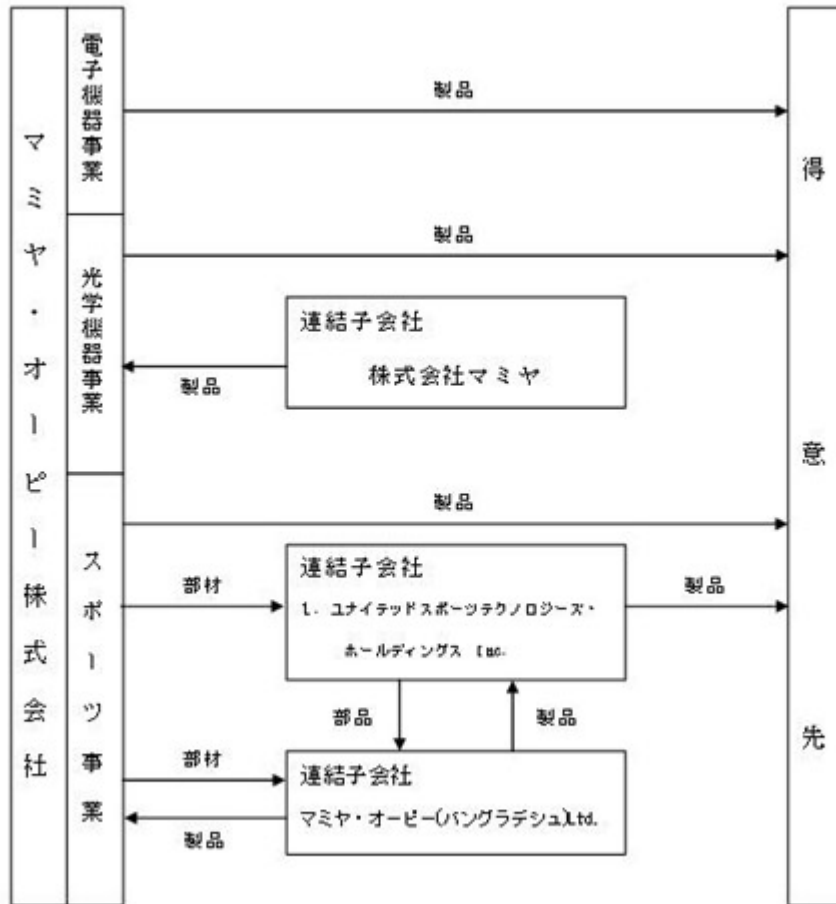 マミヤ・オーピー株式会社
電子機器事業
製品
得意先
光学機器事業
製品
連結子会社
株式会社マミヤ
製品
スポーツ事業
製品
連結子会社
1. ユナイテッドスポーツテクノロジーズ・
ホールディングス Inc.
部材
製品
部品
製品
部材
連結子会社
マミヤ・オーピー(バングラデシュ)Ltd.
製品